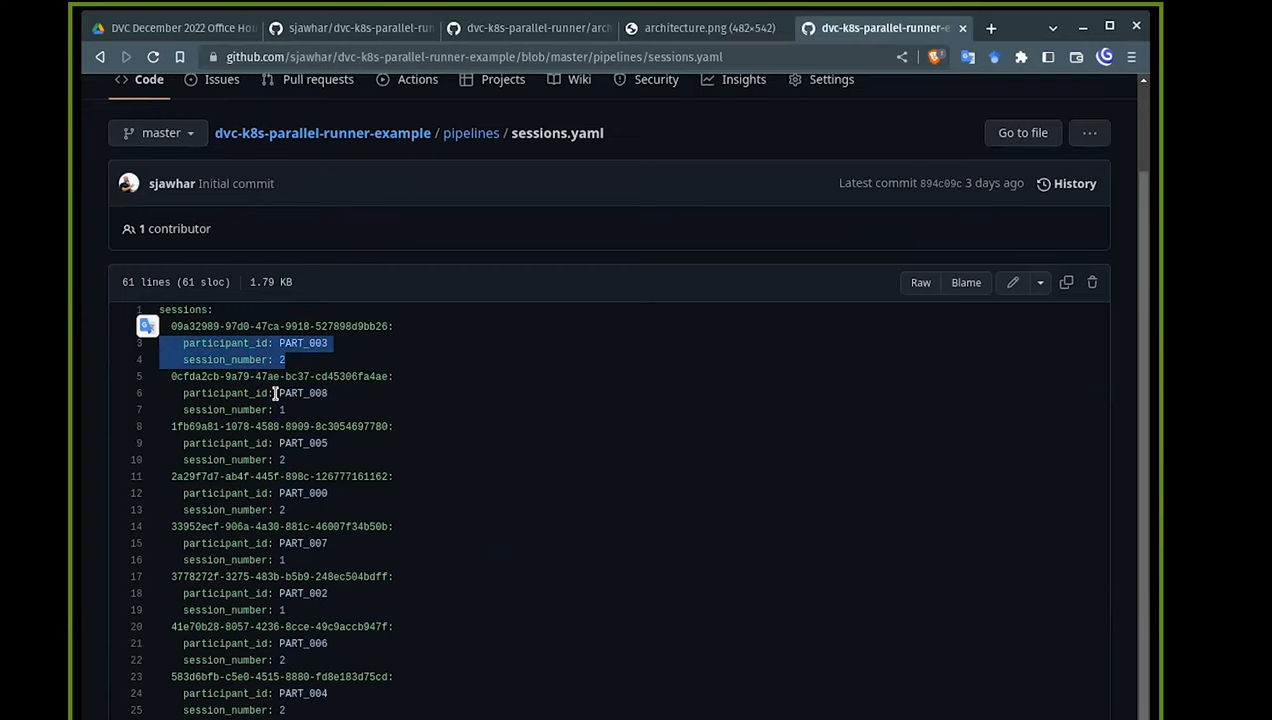 DVC December 2022 Office Hou
sjawhar/dvc-k8s-parallel-run
dvc-k8s-parallel-runner/arch
architecture.png (482×542)
dvc-k8s-parallel-runner-e
github.com/sjawhar/dvc-k8s-parallel-runner-example/blob/master/pipelines/sessions.yaml
Code Issues Pull requests Actions Projects Wiki Security Insights Settings
master dvc-k8s-parallel-runner-example / pipelines / sessions.yaml Go to file ...
sjawhar Initial commit Latest commit 894c09c 3 days ago History
1 contributor
61 lines (61 sloc) 1.79 KB Raw Blame
1 sessions:
09a32989-97d0-47ca-9918-527898d9bb26:
3 participant_id: PART_003
4 session_number: 2
5 0cfda2cb-9a79-47ae-bc37-cd45306fa4ae:
6 participant_id: PART_008
7 session_number: 1
8 1fb69a81-1078-4588-8909-8c3054697780:
9 participant_id: PART_005
10 session_number: 2
11 2a29f7d7-ab4f-445f-898c-126777161162:
12 participant_id: PART_000
13 session_number: 2
14 33952ecf-906a-4a30-881c-46007f34b50b:
15 participant_id: PART_007
16 session_number: 1
17 3778272f-3275-483b-b5b9-248ec504bdff:
18 participant_id: PART_002
19 session_number: 1
20 41e70b28-8057-4236-8cce-49c9accb947f:
21 participant_id: PART_006
22 session_number: 2
23 583d6bfb-c5e0-4515-8880-fd8e183d75cd:
24 participant_id: PART_004
25 session_number: 2